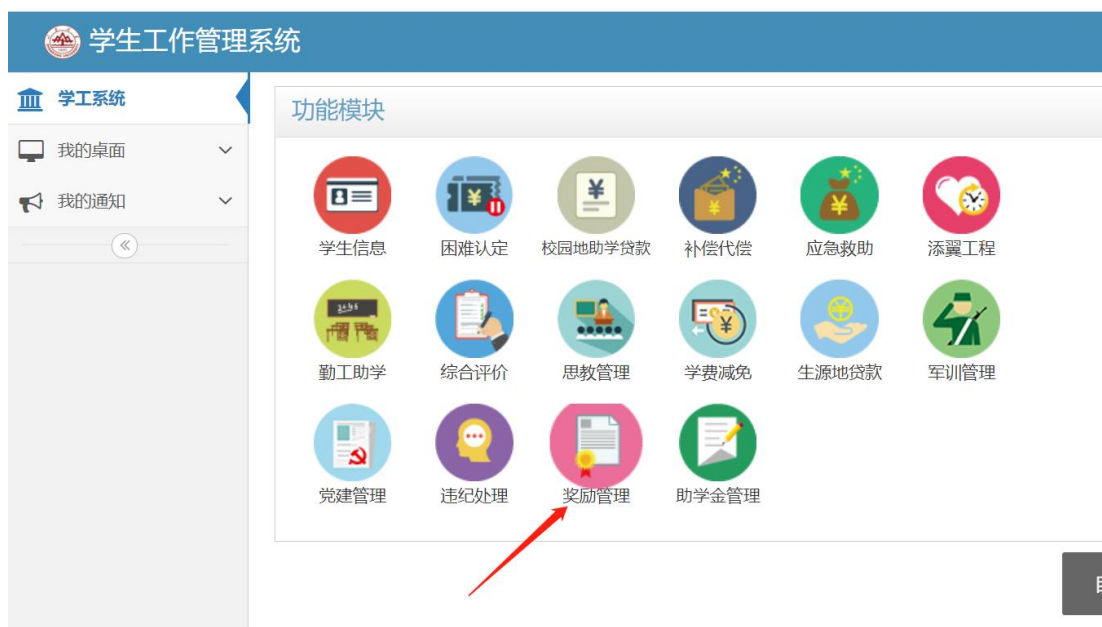 学生工作管理系统
学工系统
功能模块
我的桌面
我的通知
学生信息
困难认定
校园地助学贷款
补偿代偿
应急救助
添翼工程
勤工助学
综合评价
思教管理
学费减免
生源地贷款
军训管理
党建管理
违纪处理
奖励管理
助学金管理